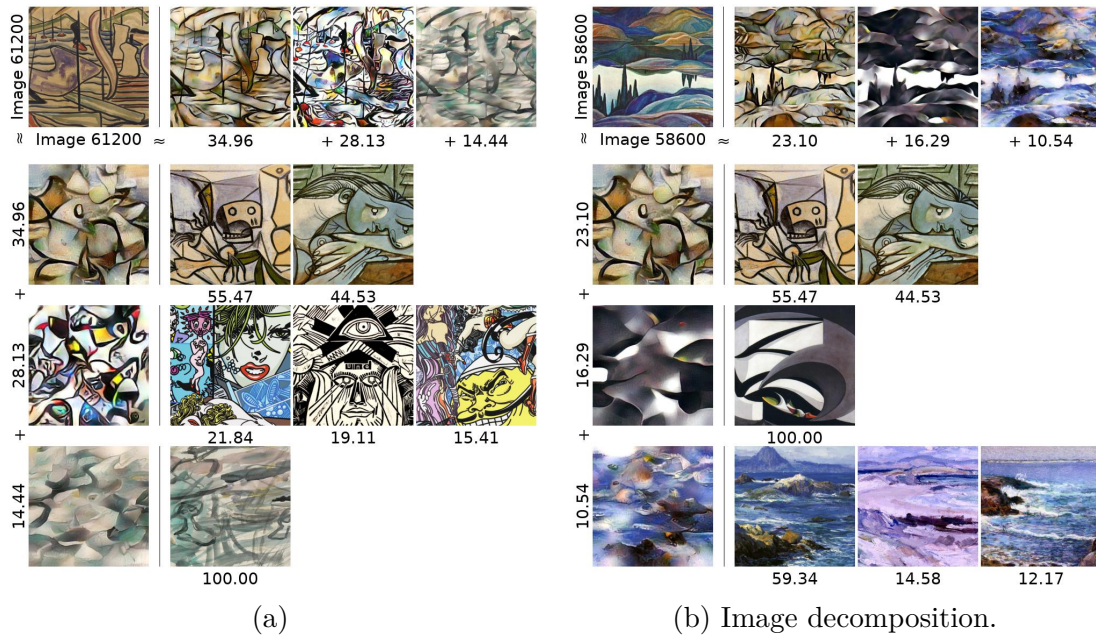 Image 61200
≈
≈ Image 61200 ≈ 34.96 + 28.13 + 14.44
34.96
55.47 44.53
+
28.13
21.84 19.11 15.41
+
14.44
100.00
(a)
Image 58600
≈
≈ Image 58600 ≈ 23.10 + 16.29 + 10.54
23.10
55.47 44.53
+
16.29
100.00
+
10.54
59.34 14.58 12.17
(b) Image decomposition.